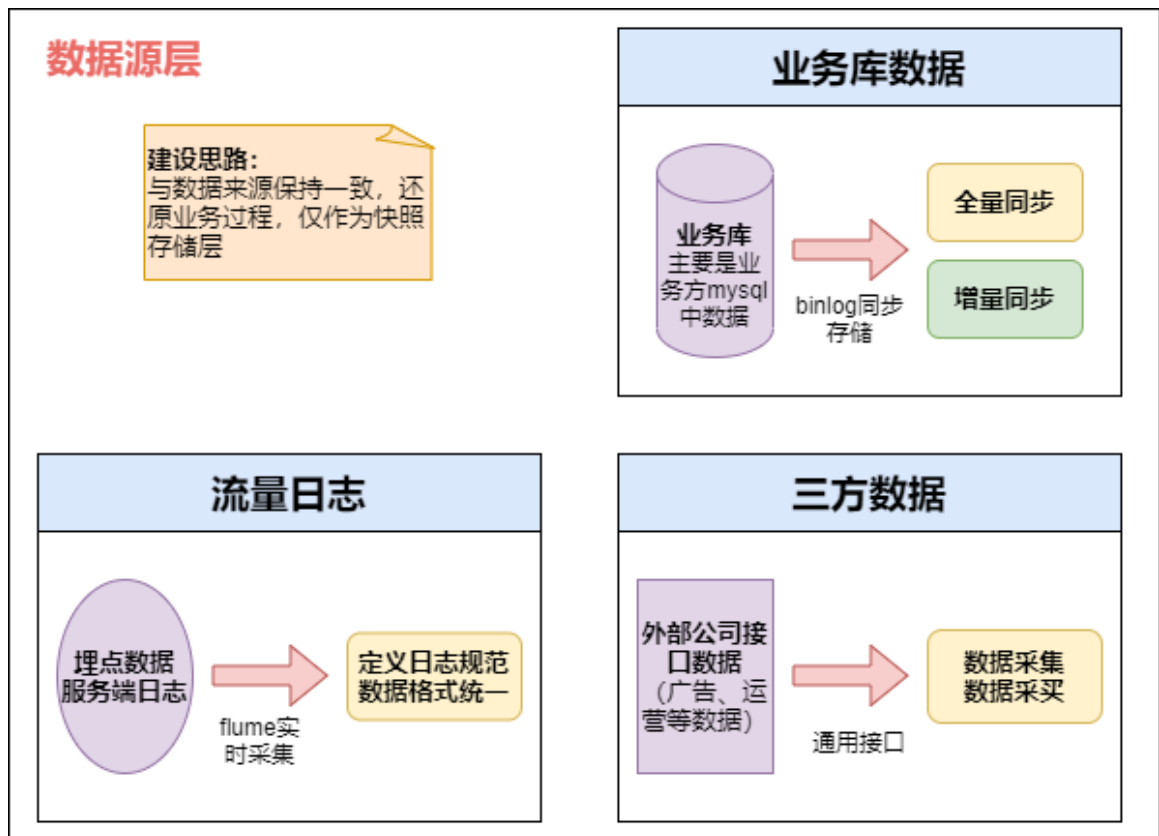 数据源层
建设思路：
与数据来源保持一致，还
原业务过程，仅作为快照
存储层
业务库数据
业务库
主要是业
务方mysql
中数据
binlog同步
存储
全量同步
增量同步
流量日志
埋点数据
服务端日志
flume实
时采集
定义日志规范
数据格式统一
三方数据
外部公司接
口数据
（广告、运
营等数据）
通用接口
数据采集
数据采买